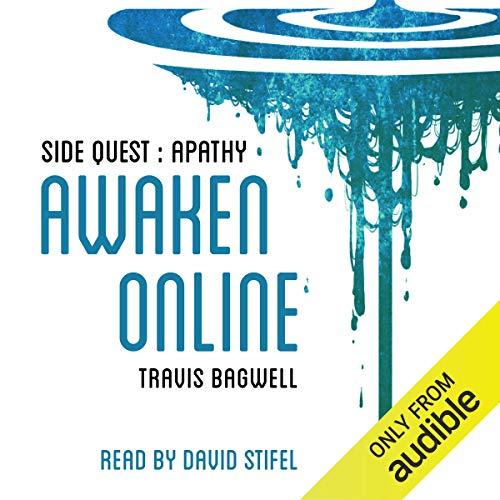 SIDE QUEST : APATHY
AWAKEN
ONLINE
TRAVIS BAGWELL
READ BY DAVID STIFEL
ONLY FROM
audible